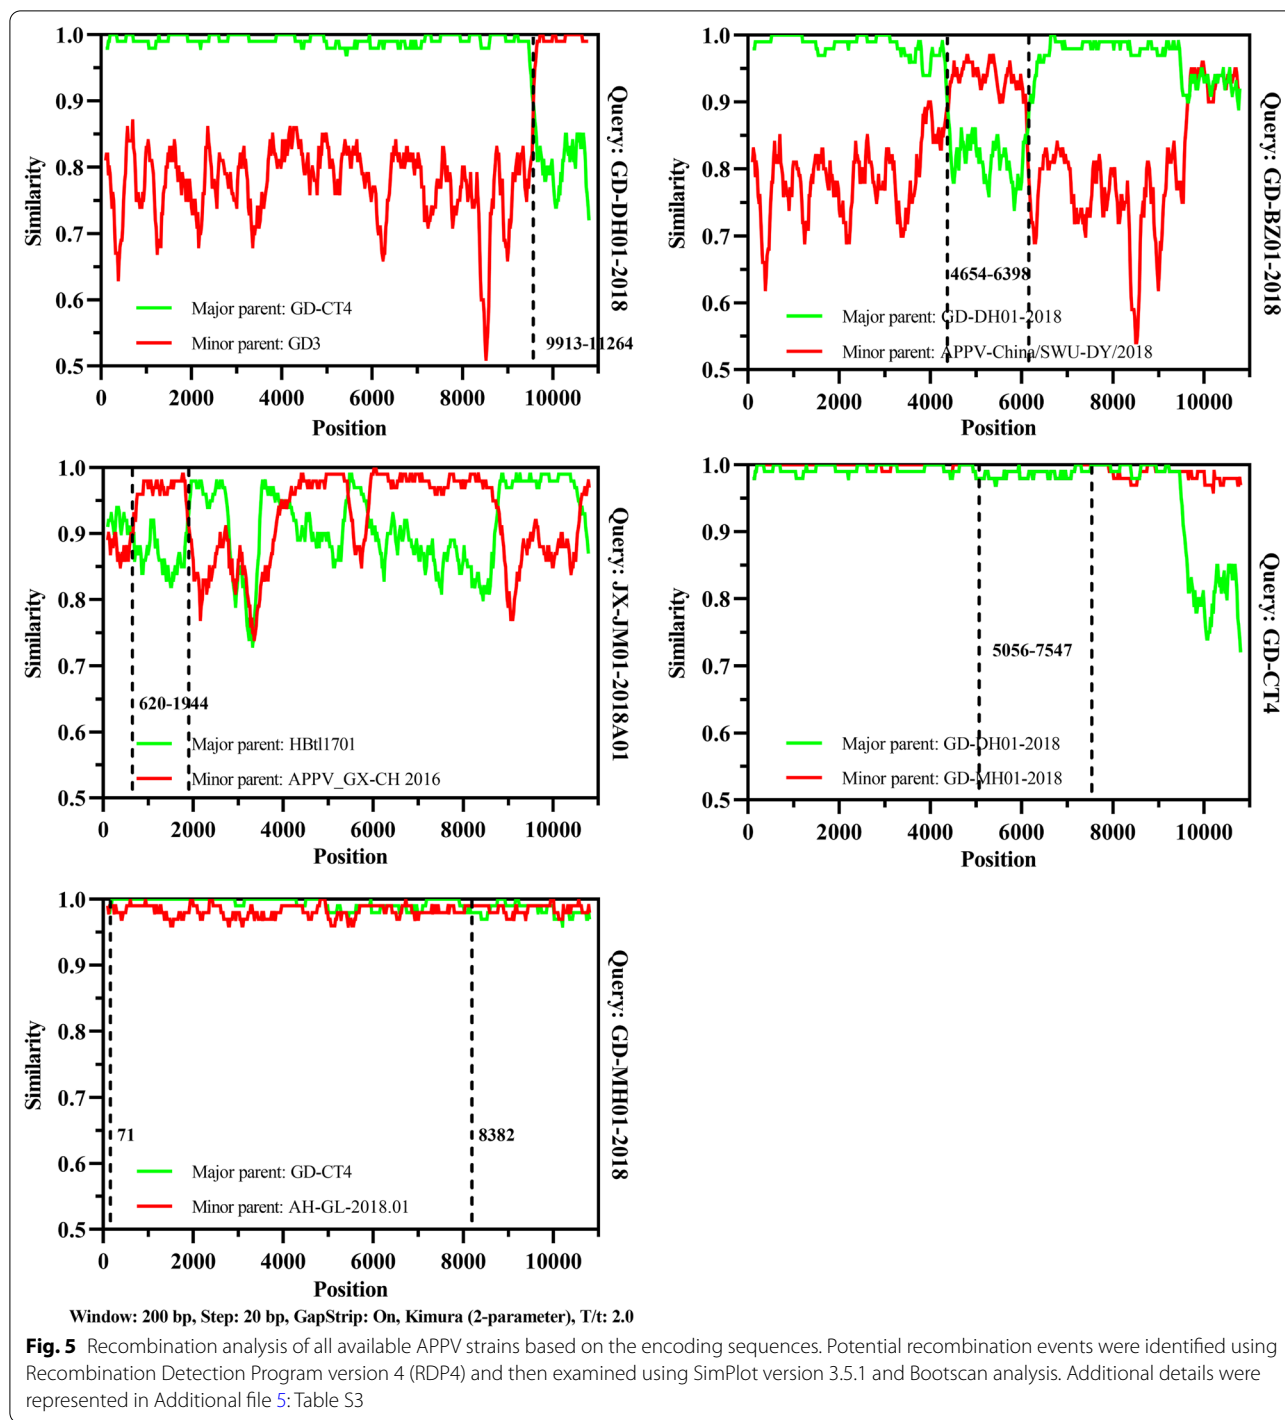 1.0
0.9
0.8
0.7
0.6
0.5
Similarity
0
2000
4000
6000
8000
10000
Position
Major parent: GD-CT4
Minor parent: GD3
9913-11264
Query: GD-DH01-2018
1.0
0.9
0.8
0.7
0.6
0.5
Similarity
0
2000
4000
6000
8000
10000
Position
4654-6398
Major parent: GD-DH01-2018
Minor parent: APPV-China/SWU-DY/2018
Query: GD-BZ01-2018
1.0
0.9
0.8
0.7
0.6
0.5
Similarity
0
2000
4000
6000
8000
10000
Position
620-1944
Major parent: HBtl1701
Minor parent: APPV_GX-CH 2016
Query: JX-JM01-2018A01
1.0
0.9
0.8
0.7
0.6
0.5
Similarity
0
2000
4000
6000
8000
10000
Position
5056-7547
Major parent: GD-DH01-2018
Minor parent: GD-MH01-2018
Query: GD-CT4
1.0
0.9
0.8
0.7
0.6
0.5
Similarity
0
2000
4000
6000
8000
10000
Position
71
8382
Major parent: GD-CT4
Minor parent: AH-GL-2018.01
Query: GD-MH01-2018
Window: 200 bp, Step: 20 bp, GapStrip: On, Kimura (2-parameter), T/t: 2.0
Fig. 5 Recombination analysis of all available APPV strains based on the encoding sequences. Potential recombination events were identified using
Recombination Detection Program version 4 (RDP4) and then examined using SimPlot version 3.5.1 and Bootscan analysis. Additional details were
represented in Additional file 5: Table S3